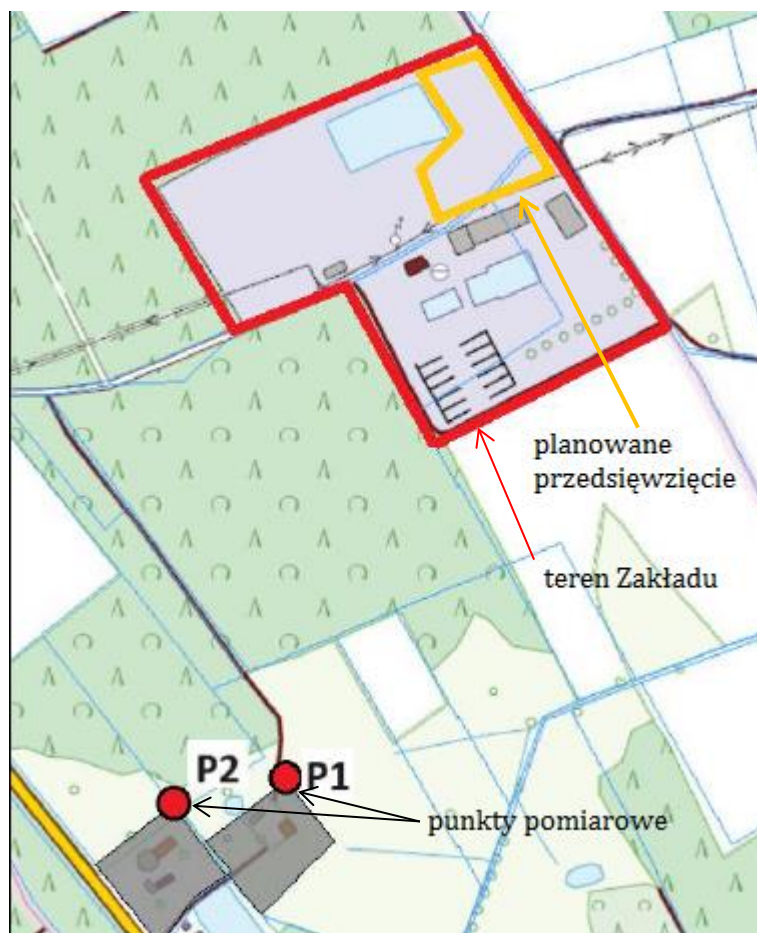 planowane
przedsięwzięcie
teren Zakładu
P2
P1
punkty pomiarowe